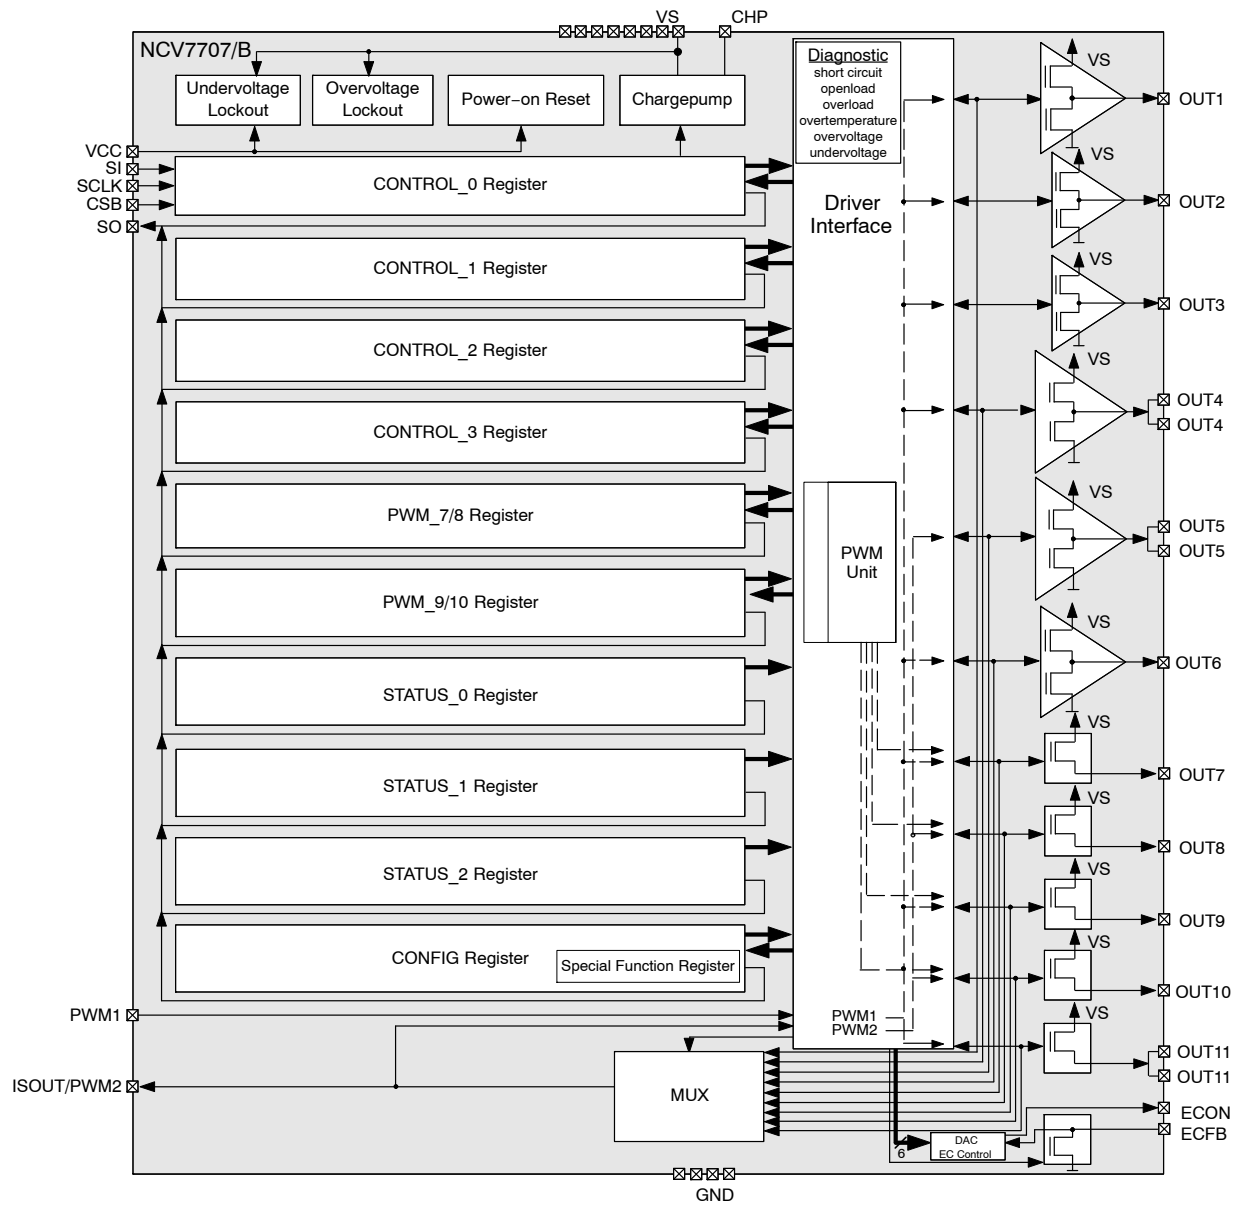 VS
CHP
NCV7707/B
Undervoltage
Lockout
Overvoltage
Lockout
Power−on Reset
Chargepump
Diagnostic
short circuit
openload
overload
overtemperature
overvoltage
undervoltage
Driver
Interface
VCC
SI
SCLK
CSB
SO
CONTROL_0 Register
CONTROL_1 Register
CONTROL_2 Register
CONTROL_3 Register
PWM_7/8 Register
PWM_9/10 Register
STATUS_0 Register
STATUS_1 Register
STATUS_2 Register
CONFIG Register
Special Function Register
PWM
Unit
PWM1
PWM2
PWM1
ISOUT/PWM2
MUX
VS
OUT1
VS
OUT2
VS
OUT3
VS
OUT4
OUT4
VS
OUT5
OUT5
VS
OUT6
VS
OUT7
VS
OUT8
VS
OUT9
VS
OUT10
VS
OUT11
OUT11
ECON
ECFB
6
DAC
EC Control
GND